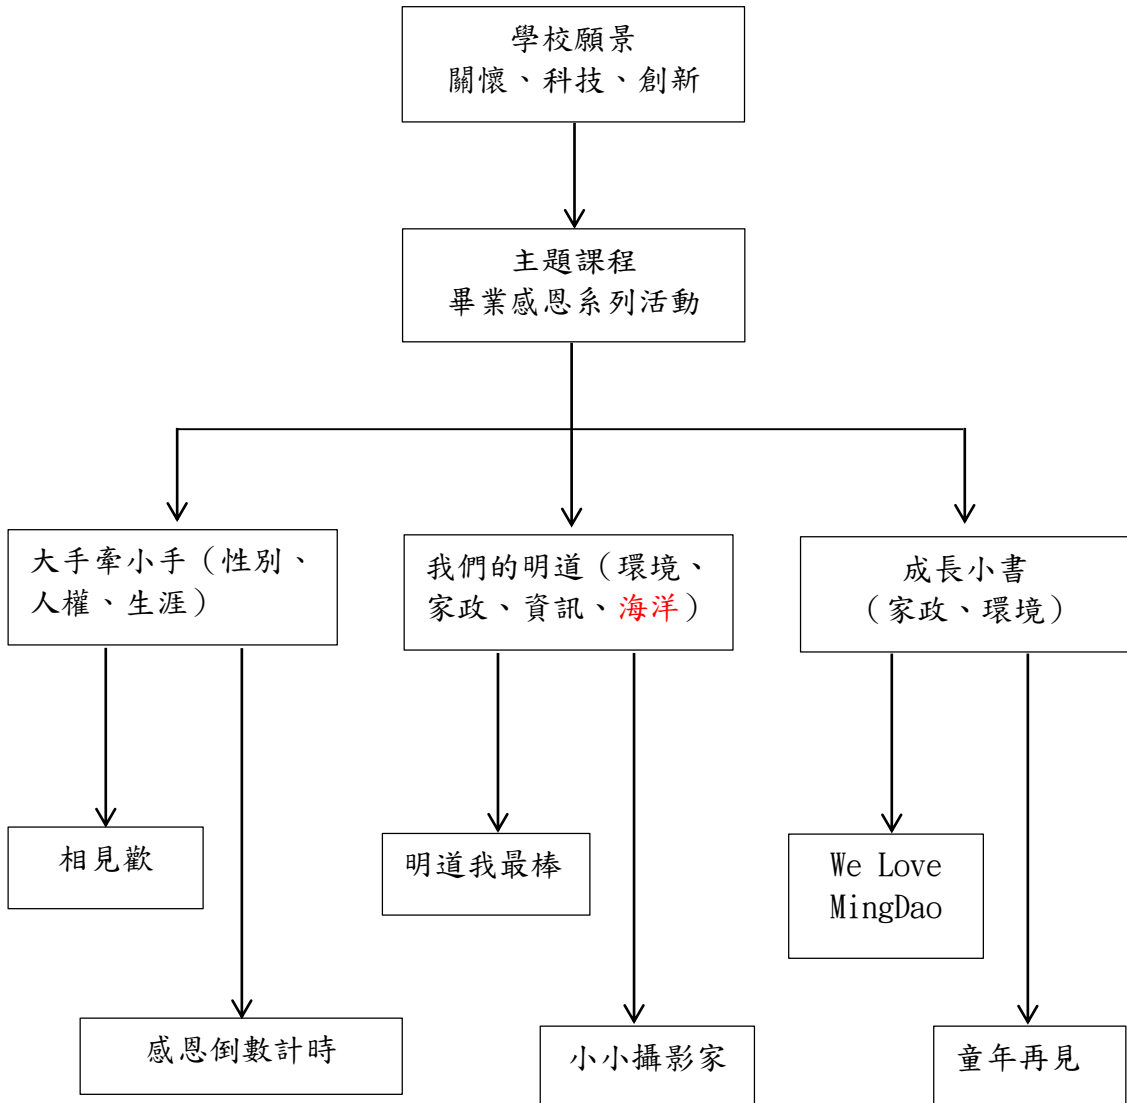 學校願景
關懷、科技、創新
主題課程
畢業感恩系列活動
大手牽小手（性別、
人權、生涯）
我們的明道（環境、
家政、資訊、海洋）
成長小書
（家政、環境）
相見歡
明道我最棒
We Love
MingDao
感恩倒數計時
小小攝影家
童年再見